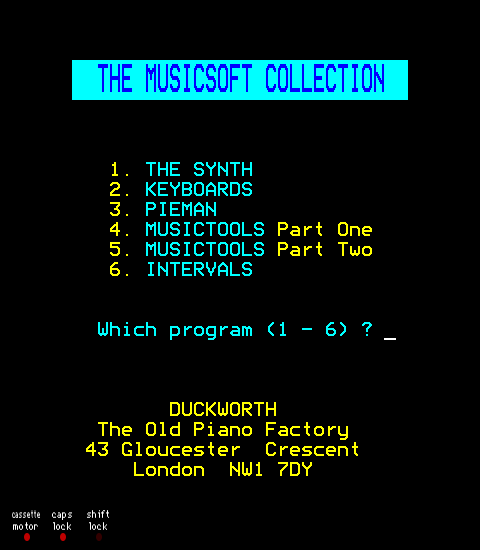 THE MUSICSOFT COLLECTION
1. THE SYNTH
2. KEYBOARDS
3. PIEMAN
4. MUSICTOOLS Part One
5. MUSICTOOLS Part Two
6. INTERVALS
Which program (1 - 6) ? _
DUCKWORTH
The Old Piano Factory
43 Gloucester  Crescent
London  NW1 7DY
cassette motor caps lock shift lock